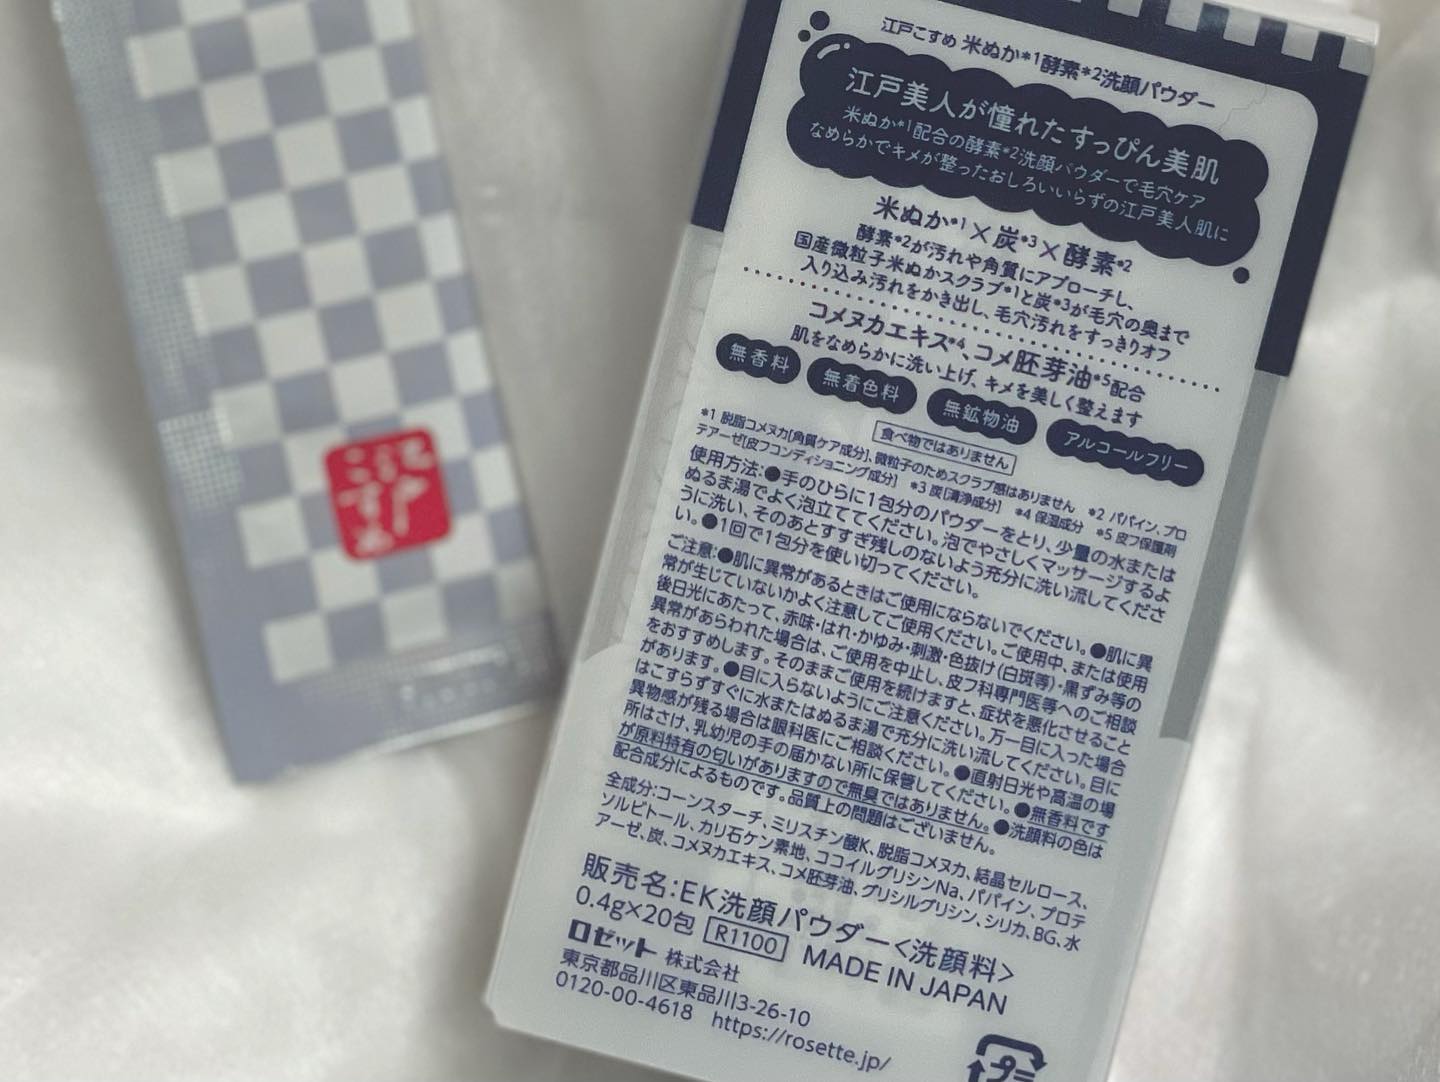 江戸こすめ
江戸こすめ 米ぬか*1酵素*2洗顔パウダー
江戸美人が憧れたすっぴん美肌
米ぬか*1配合の酵素*2洗顔パウダーで毛穴ケア
なめらかでキメが整ったおしろいいらずの江戸美人肌に
米ぬか*1×炭*3×酵素*2
酵素*2が汚れや角質にアプローチし、
国産微粒子米ぬかスクラブ*1と炭*3が毛穴の奥まで
入り込み汚れをかき出し、毛穴汚れをすっきりオフ
コメヌカエキス*4、コメ胚芽油*5配合
肌をなめらかに洗い上げ、キメを美しく整えます
無香料 無着色料 無鉱物油 アルコールフリー
食べ物ではありません
*1 脱脂コメヌカ[角質ケア成分]、微粒子のためスクラブ感はありません *2 パパイン、プロ
テアーゼ[皮フコンディショニング成分] *3 炭[清浄成分] *4 保湿成分 *5 皮フ保護剤
使用方法:●手のひらに1包分のパウダーをとり、少量の水または
ぬるま湯でよく泡立ててください。泡でやさしくマッサージするよ
うに洗い、そのあとすすぎ残しのないよう充分に洗い流してくださ
い。●1回で1包分を使い切ってください。
ご注意:●肌に異常があるときはご使用にならないでください。●肌に異
常が生じていないかよく注意してご使用ください。ご使用中、または使用
後日光にあたって、赤味・はれ・かゆみ・刺激・色抜け(白斑等)・黒ずみ等の
異常があらわれた場合は、ご使用を中止し、皮フ科専門医等へのご相談
をおすすめします。そのままご使用を続けますと、症状を悪化させること
があります。●目に入らないようにご注意ください。万一目に入った場合
はこすらずすぐに水またはぬるま湯で充分に洗い流してください。目に
異物感が残る場合は眼科医にご相談ください。●直射日光や高温の場
所はさけ、乳幼児の手の届かない所に保管してください。●無香料です
が原料特有の匂いがありますので無臭ではありません。●洗顔料の色は
配合成分によるものです。品質上の問題はございません。
全成分:コーンスターチ、ミリスチン酸K、脱脂コメヌカ、結晶セルロース、
ソルビトール、カリ石ケン素地、ココイルグリシンNa、パパイン、プロテ
アーゼ、炭、コメヌカエキス、コメ胚芽油、グリシルグリシン、シリカ、BG、水
販売名:EK洗顔パウダー<洗顔料>
0.4g×20包 R1100 MADE IN JAPAN
ロゼット 株式会社
東京都品川区東品川3-26-10
0120-00-4618 https://rosette.jp/
プ